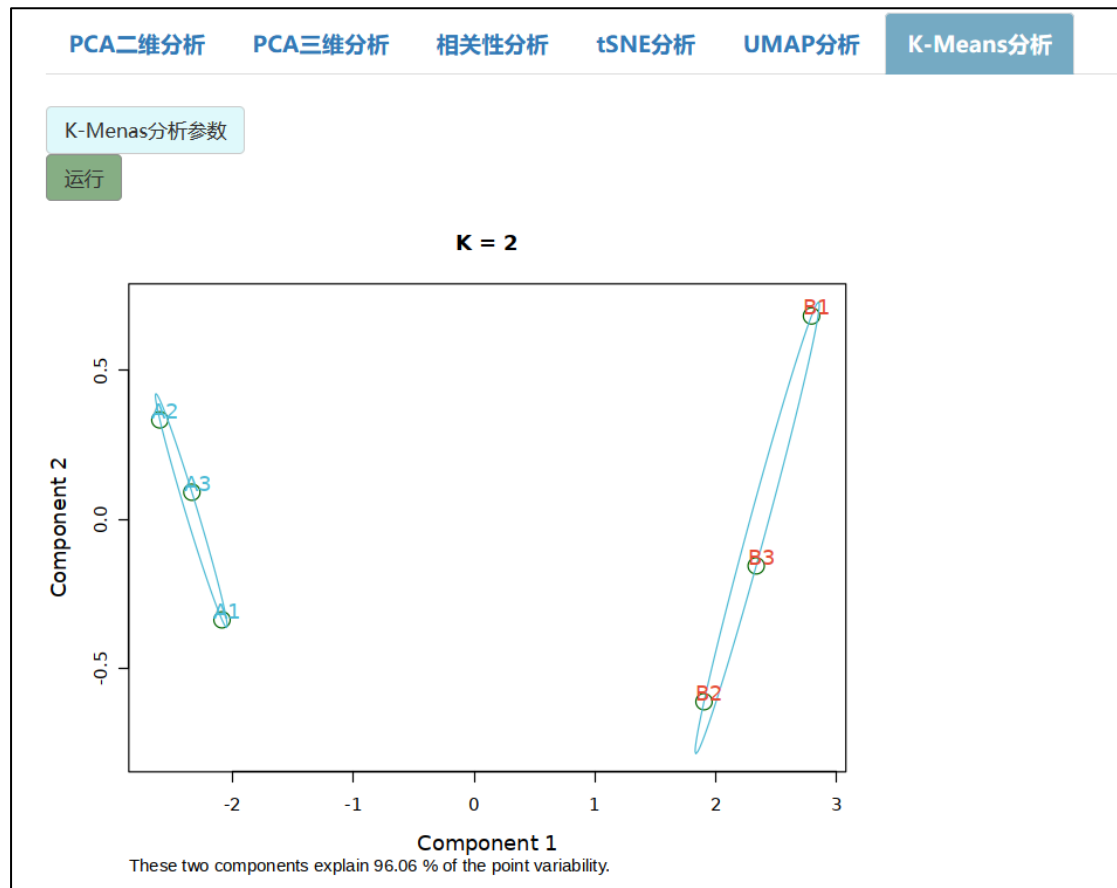 PCA二维分析 PCA三维分析 相关性分析 tSNE分析 UMAP分析 K-Means分析
K-Menas分析参数
运行
K = 2
B1
0.5
A2
A3
Component 2
0.0
B3
A1
-0.5
B2
-2 -1 0 1 2 3
Component 1
These two components explain 96.06 % of the point variability.